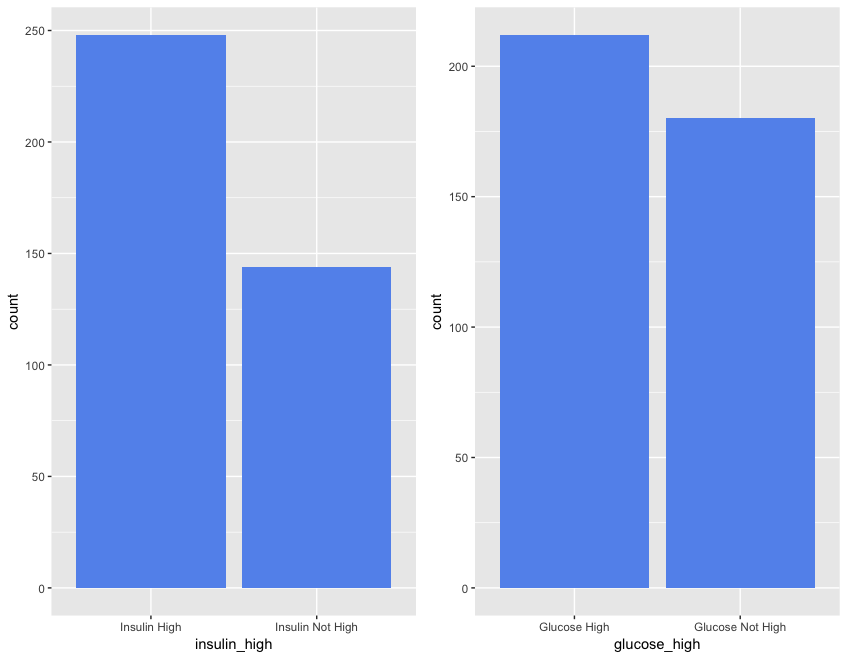 count
250
200
150
100
50
0
Insulin High
Insulin Not High
insulin_high
count
200
150
100
50
0
Glucose High
Glucose Not High
glucose_high